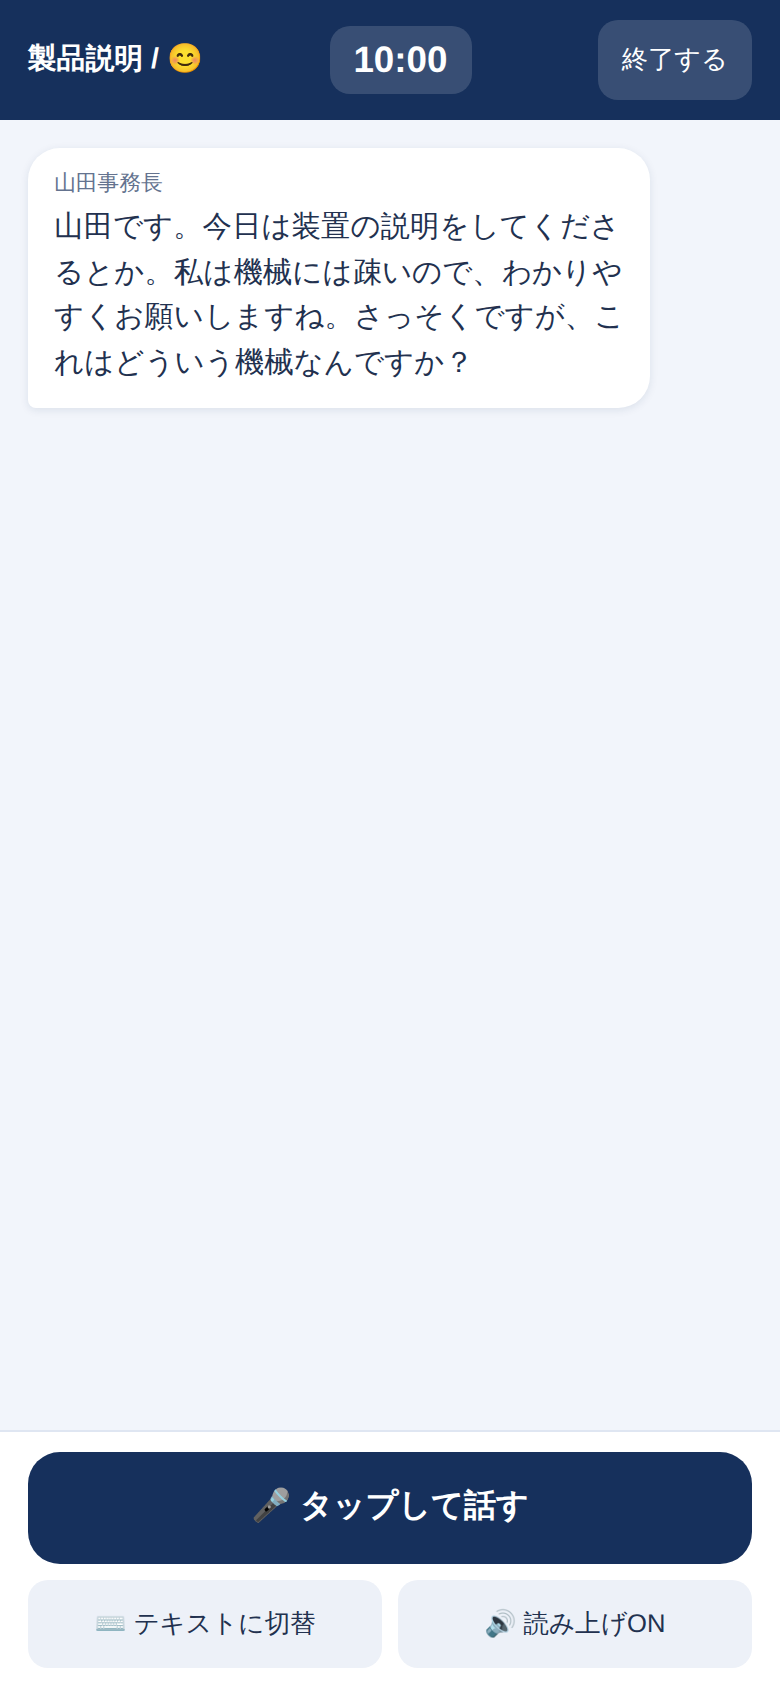 製品説明 / 😊
10:00
終了する
山田事務長
山田です。今日は装置の説明をしてくださ
るとか。私は機械には疎いので、わかりや
すくお願いしますね。さっそくですが、こ
れはどういう機械なんですか？
🎤 タップして話す
⌨️ テキストに切替
🔊 読み上げON